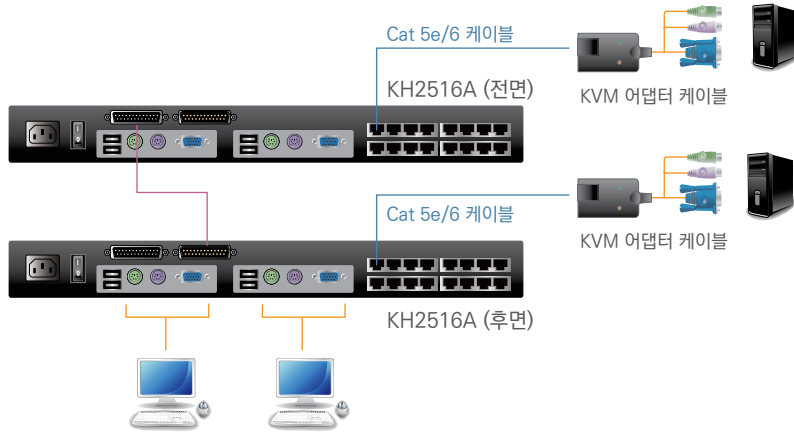 Cat 5e/6 케이블
KH2516A (전면)
KVM 어댑터 케이블
Cat 5e/6 케이블
KVM 어댑터 케이블
KH2516A (후면)